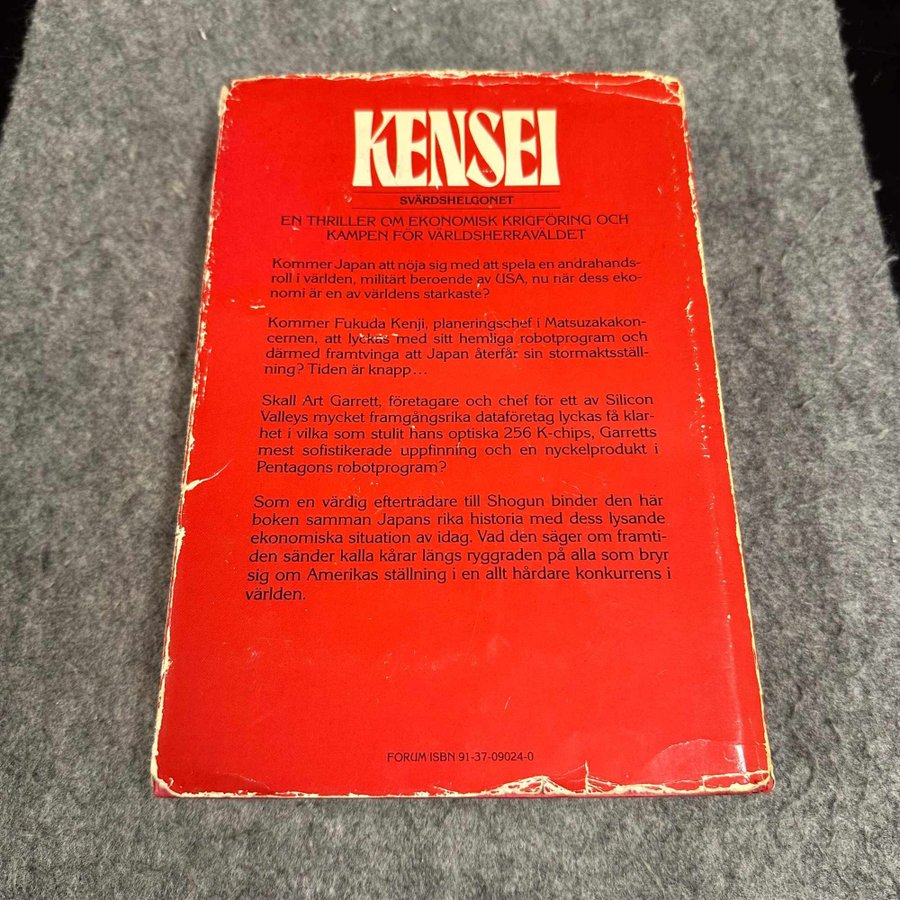 KENSEI
SVÄRDSHELGONET
EN THRILLER OM EKONOMISK KRIGFÖRING OCH
KAMPEN FÖR VÄRLDSHERRAVÄLDET
Kommer Japan att nöja sig med att spela en andrahands-
roll i världen, militärt beroende av USA, nu när dess eko-
nomi är en av världens starkaste?
Kommer Fukuda Kenji, planeringschef i Matsuzakakon-
cernen, att lyckas med sitt hemliga robotprogram och
därmed framtvinga att Japan återfår sin stormaktsställ-
ning? Tiden är knapp...
Skall Art Garrett, företagare och chef för ett av Silicon
Valleys mycket framgångsrika dataföretag lyckas få klar-
het i vilka som stulit hans optiska 256 K-chips, Garretts
mest sofistikerade uppfinning och en nyckelprodukt i
Pentagons robotprogram?
Som en värdig efterträdare till Shogun binder den här
boken samman Japans rika historia med dess lysande
ekonomiska situation av idag. Vad den säger om framti-
den sänder kalla kårar längs ryggraden på alla som bryr
sig om Amerikas ställning i en allt hårdare konkurrens i
världen.
FORUM ISBN 91-37-09024-0